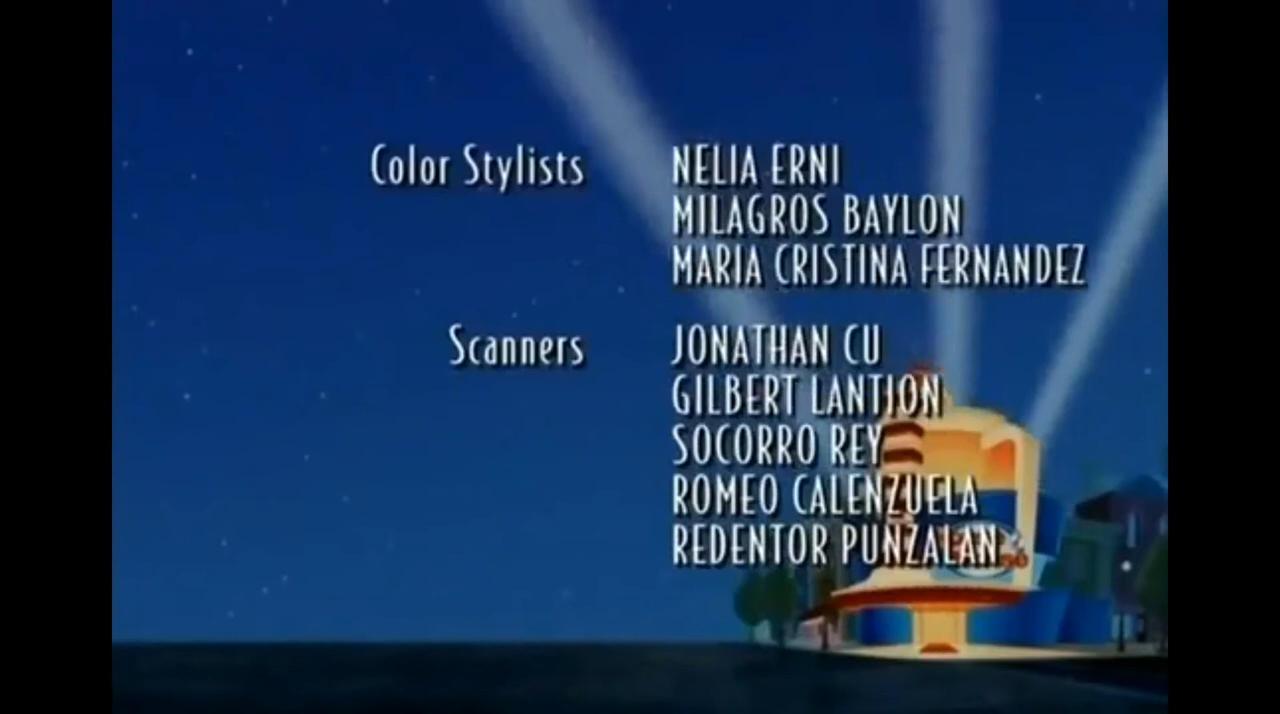 Color Stylists NELIA ERNI
MILAGROS BAYLON
MARIA CRISTINA FERNANDEZ
Scanners JONATHAN CU
GILBERT LANTION
SOCORRO REY
ROMEO CALENZUELA
REDENTOR PUNZALAN